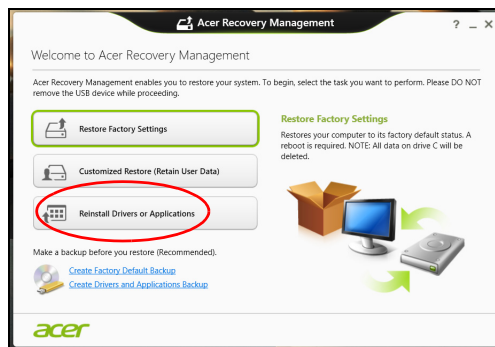 Acer Recovery Management
? _ X
Welcome to Acer Recovery Management
Acer Recovery Management enables you to restore your system. To begin, select the task you want to perform. Please DO NOT
remove the USB device while proceeding.
Restore Factory Settings
Customized Restore (Retain User Data)
Reinstall Drivers or Applications
Make a backup before you restore (Recommended).
Create Factory Default Backup
Create Drivers and Applications Backup
Restore Factory Settings
Restores your computer to its factory default status. A
reboot is required. NOTE: All data on drive C will be
deleted.
acer